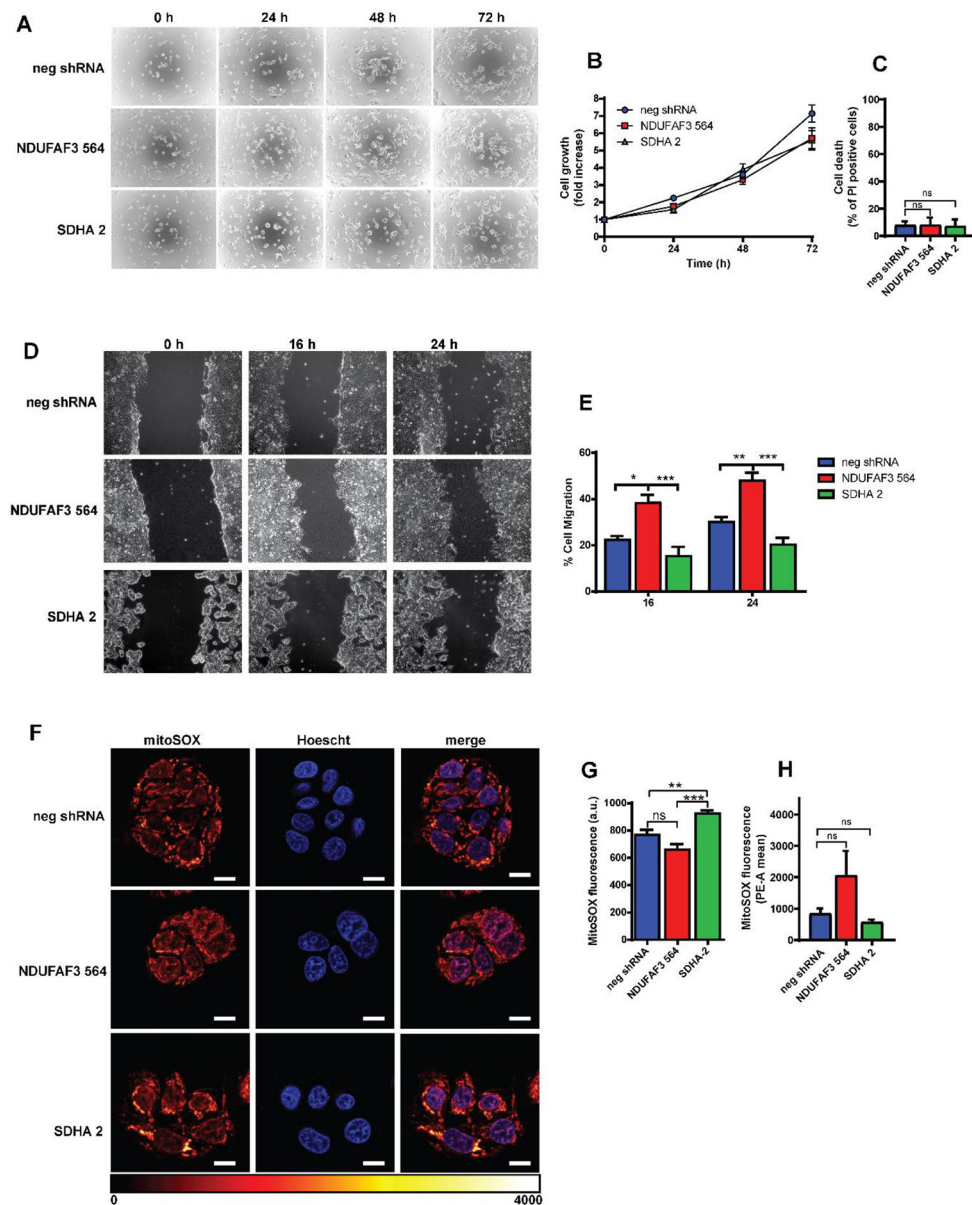 A
0 h
24 h
48 h
72 h
neg shRNA
NDUFAF3 564
SDHA 2
B
neg shRNA
NDUFAF3 564
SDHA 2
Cell growth
(fold increase)
8
7
6
5
4
3
2
1
0
0
24
48
72
Time (h)
C
Cell death
(% of PI positive cells)
100
80
60
40
20
0
ns
ns
neg shRNA
NDUFAF3 564
SDHA 2
D
0 h
16 h
24 h
neg shRNA
NDUFAF3 564
SDHA 2
E
% Cell Migration
60
40
20
0
*
***
**
***
16
24
neg shRNA
NDUFAF3 564
SDHA 2
F
mitoSOX
Hoescht
merge
neg shRNA
NDUFAF3 564
SDHA 2
0
4000
G
MitoSOX fluorescence (a.u.)
1000
800
600
400
200
0
**
***
ns
neg shRNA
NDUFAF3 564
SDHA-2
H
MitoSOX fluorescence
(PE-A mean)
4000
3000
2000
1000
0
ns
ns
neg shRNA
NDUFAF3 564
SDHA 2